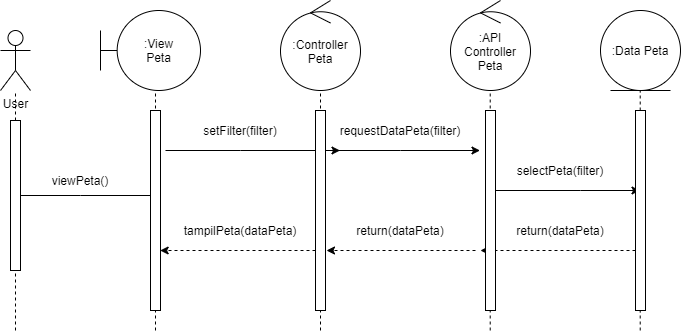 :View
Peta
:Controller
Peta
:API
Controller
Peta
:Data Peta
User
setFilter(filter)
requestDataPeta(filter)
selectPeta(filter)
viewPeta()
tampilPeta(dataPeta)
return(dataPeta)
return(dataPeta)